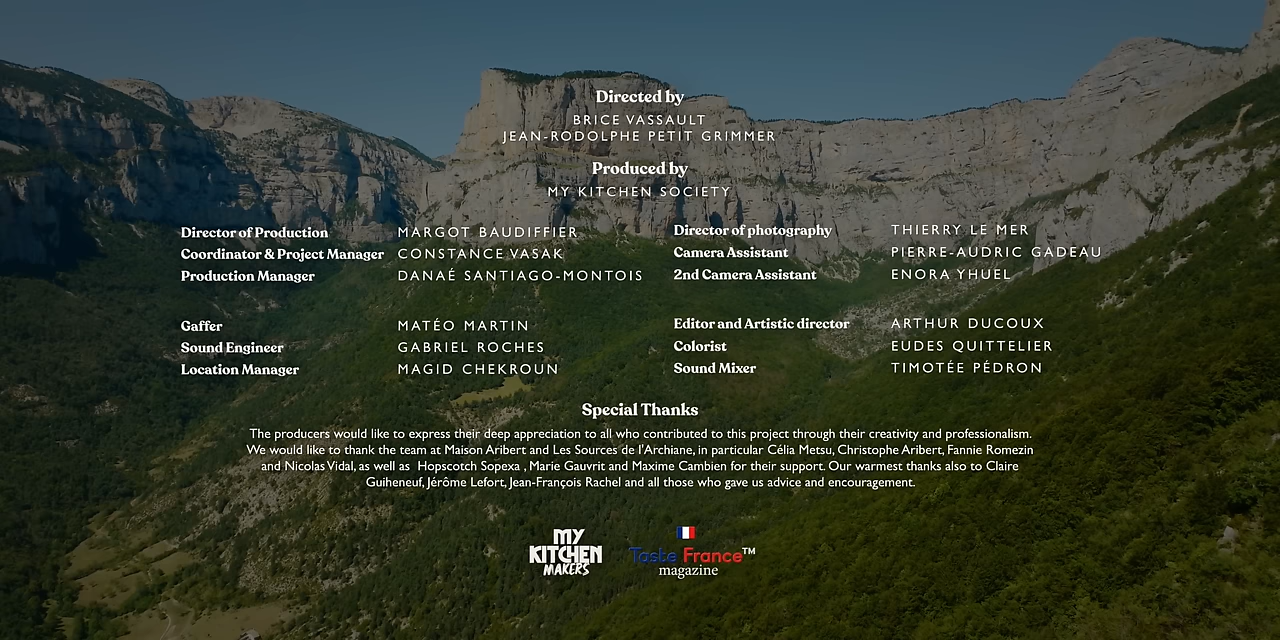 Directed by
BRICE VASSAULT
JEAN-RODOLPHE PETIT GRIMMER
Produced by
MY KITCHEN SOCIETY
Director of Production MARGOT BAUDIFFIER
Coordinator & Project Manager CONSTANCE VASAK
Production Manager DANAÉ SANTIAGO-MONTOIS
Director of photography THIERRY LE MER
Camera Assistant PIERRE-AUDRIC GADEAU
2nd Camera Assistant ENORA YHUEL
Gaffer MATÉO MARTIN
Sound Engineer GABRIEL ROCHES
Location Manager MAGID CHEKROUN
Editor and Artistic director ARTHUR DUCOUX
Colorist EUDES QUITTELIER
Sound Mixer TIMOTÉE PÉDRON
Special Thanks
The producers would like to express their deep appreciation to all who contributed to this project through their creativity and professionalism.
We would like to thank the team at Maison Aribert and Les Sources de l'Archiane, in particular Célia Metsu, Christophe Aribert, Fannie Romezin
and Nicolas Vidal, as well as Hopscotch Sopexa , Marie Gauvrit and Maxime Cambien for their support. Our warmest thanks also to Claire
Guiheneuf, Jérôme Lefort, Jean-François Rachel and all those who gave us advice and encouragement.
MY
KITCHEN
MAKERS
Taste France™
magazine